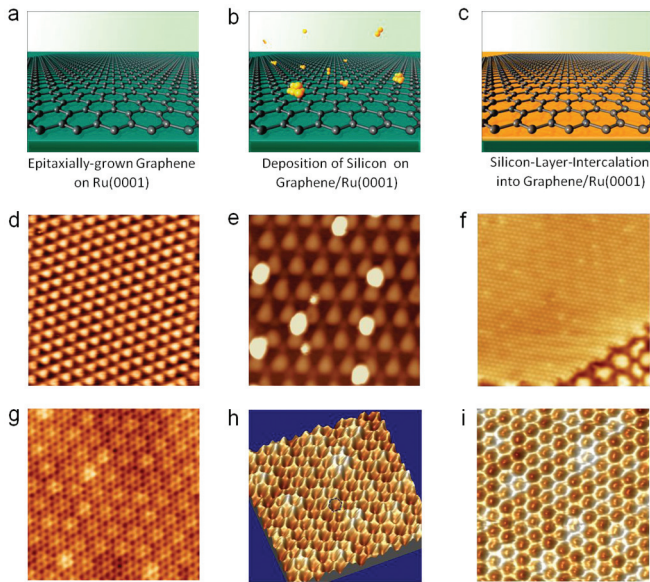 a
b
c
Epitaxially-grown Graphene
on Ru(0001)
Deposition of Silicon on
Graphene/Ru(0001)
Silicon-Layer-Intercalation
into Graphene/Ru(0001)
d
e
f
g
h
i